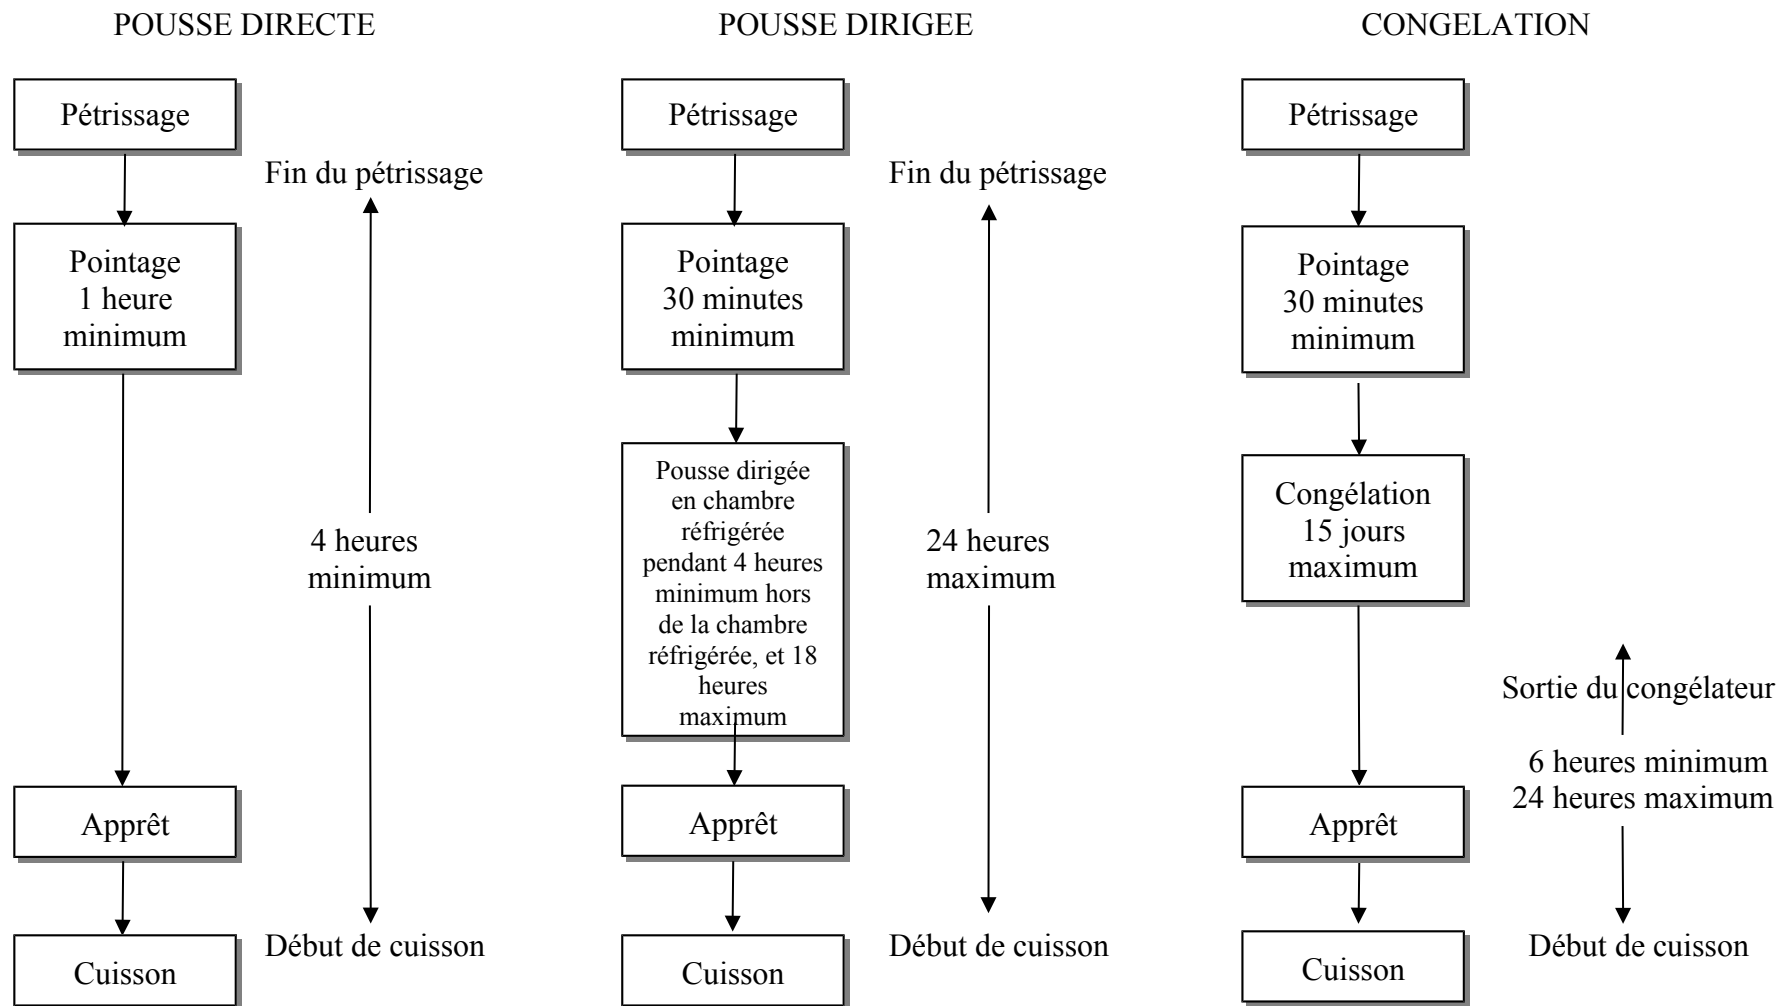 POUSSE DIRECTE
Pétrissage
Fin du pétrissage
Pointage
1 heure
minimum
4 heures
minimum
Apprêt
Cuisson
Début de cuisson
POUSSE DIRIGEE
Pétrissage
Fin du pétrissage
Pointage
30 minutes
minimum
Pousse dirigée
en chambre
réfrigérée
pendant 4 heures
minimum hors
de la chambre
réfrigérée, et 18
heures
maximum
24 heures
maximum
Apprêt
Cuisson
Début de cuisson
CONGELATION
Pétrissage
Pointage
30 minutes
minimum
Congélation
15 jours
maximum
Sortie du congélateur
6 heures minimum
24 heures maximum
Apprêt
Cuisson
Début de cuisson